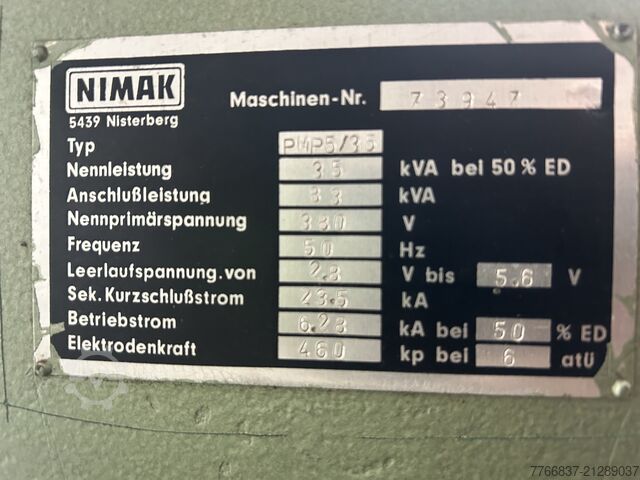 NIMAK
5439 Nisterberg
Maschinen-Nr. 73947
Typ
Nennleistung 35 kVA bei 50 % ED
Anschlußleistung 33 kVA
Nennprimärspannung 380 V
Frequenz 50 Hz
Leerlaufspannung.von 2.8 V bis 5.6 V
Sek. Kurzschlußstrom 23.5 kA
Betriebstrom 6.23 kA bei 50 % ED
Elektrodenkraft 460 kp bei 6 atü
7766837-21289037